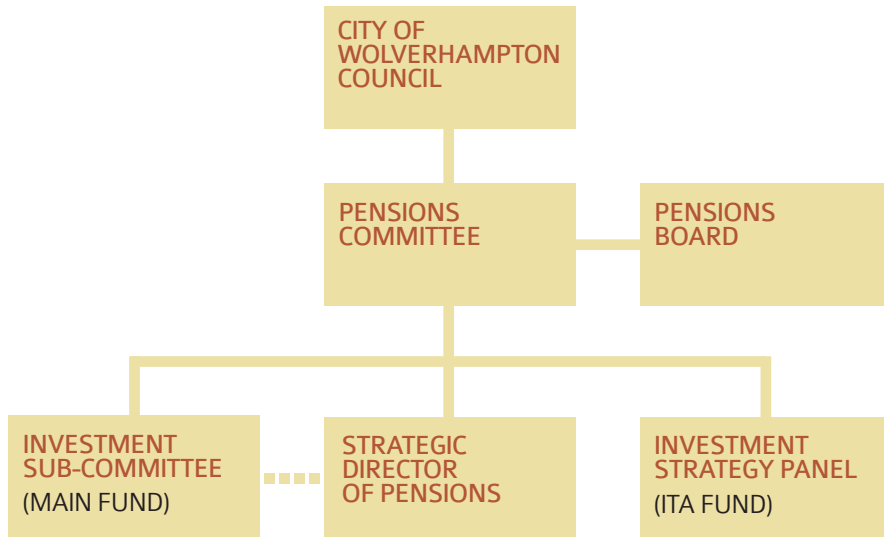 CITY OF
WOLVERHAMPTON
COUNCIL
PENSIONS
COMMITTEE
PENSIONS
BOARD
INVESTMENT
SUB-COMMITTEE
(MAIN FUND)
STRATEGIC
DIRECTOR
OF PENSIONS
INVESTMENT
STRATEGY PANEL
(ITA FUND)